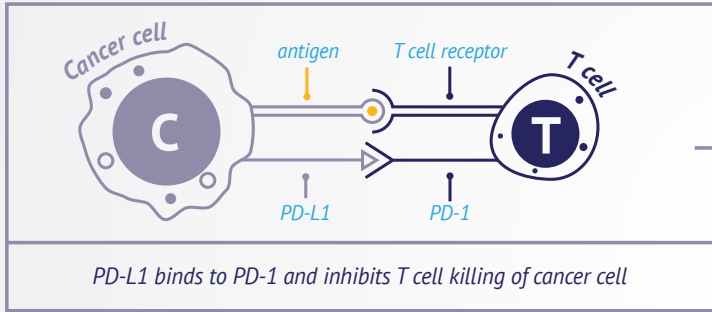 Cancer cell
antigen
T cell receptor
T cell
C
T
PD-L1
PD-1
PD-L1 binds to PD-1 and inhibits T cell killing of cancer cell